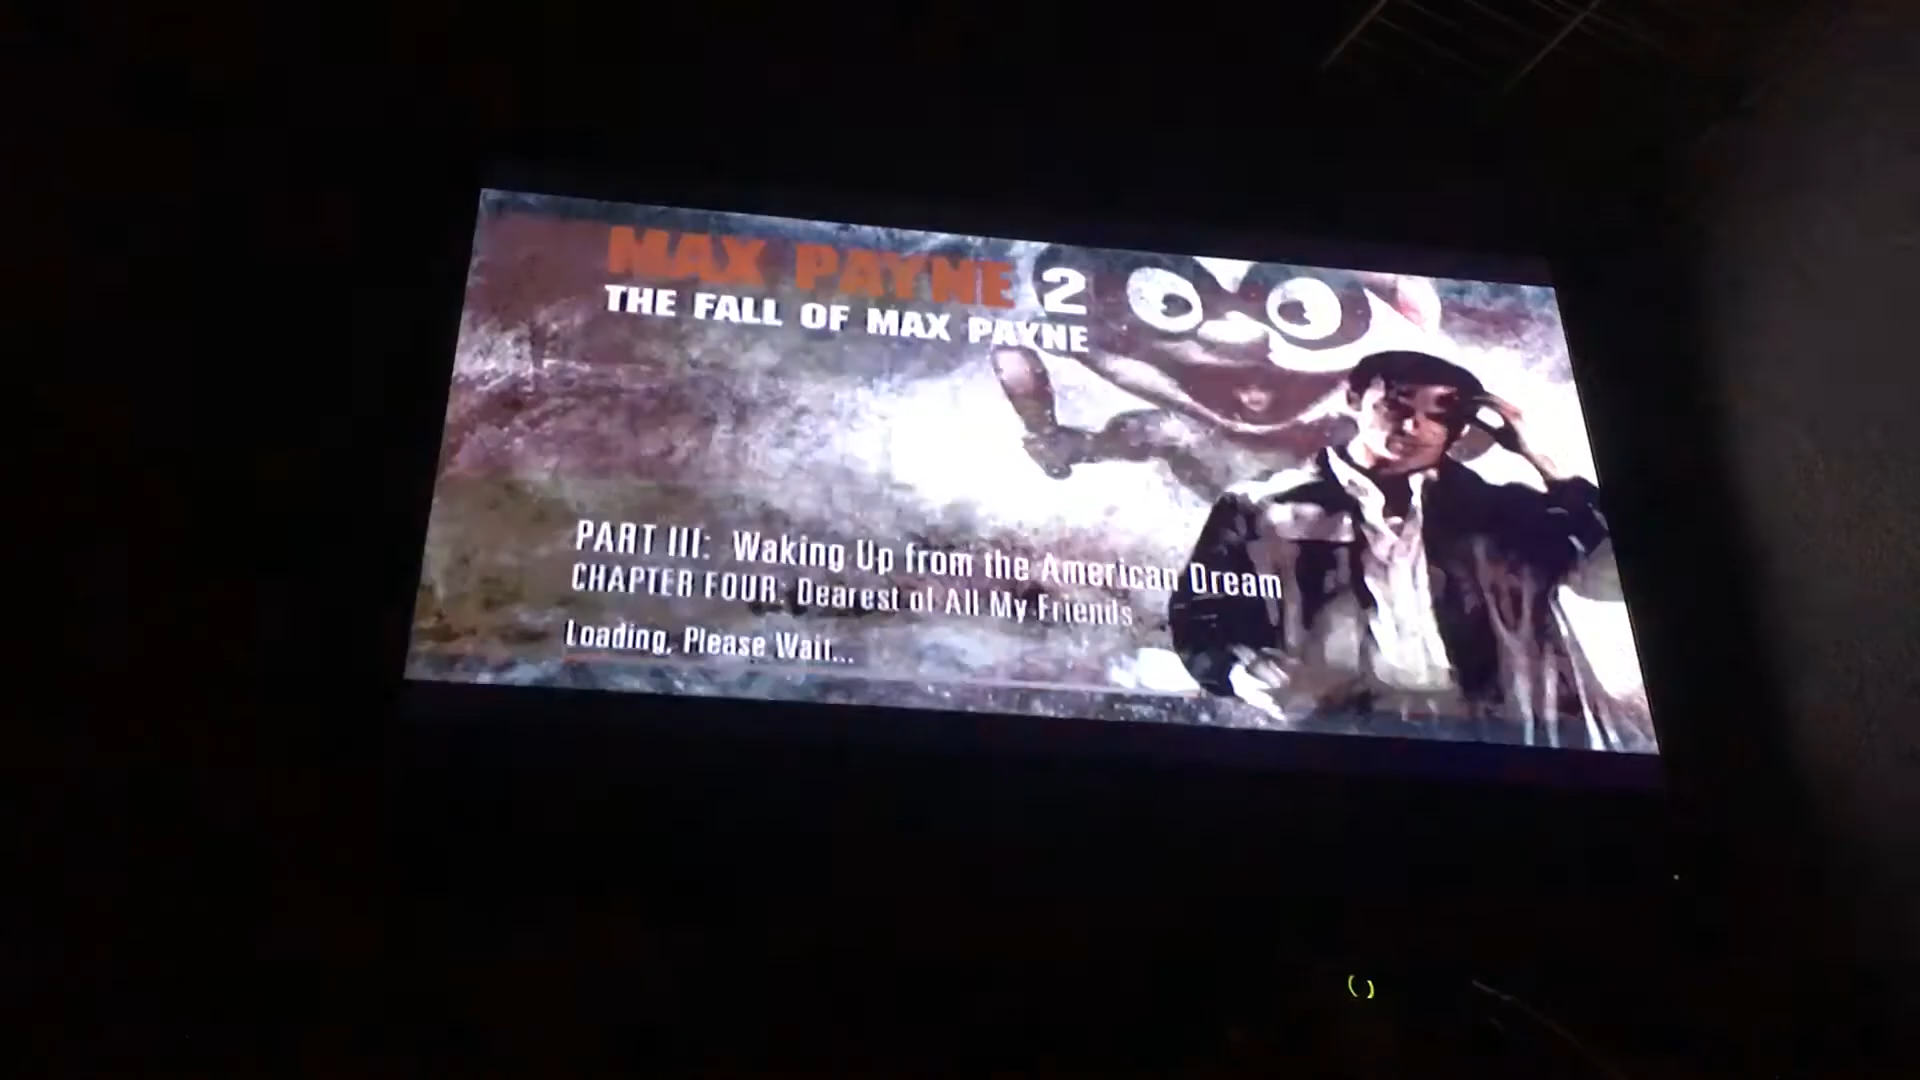 MAX PAYNE 2
THE FALL OF MAX PAYNE
PART III: Waking Up from the American Dream
CHAPTER FOUR: Dearest of All My Friends
Loading, Please Wait...